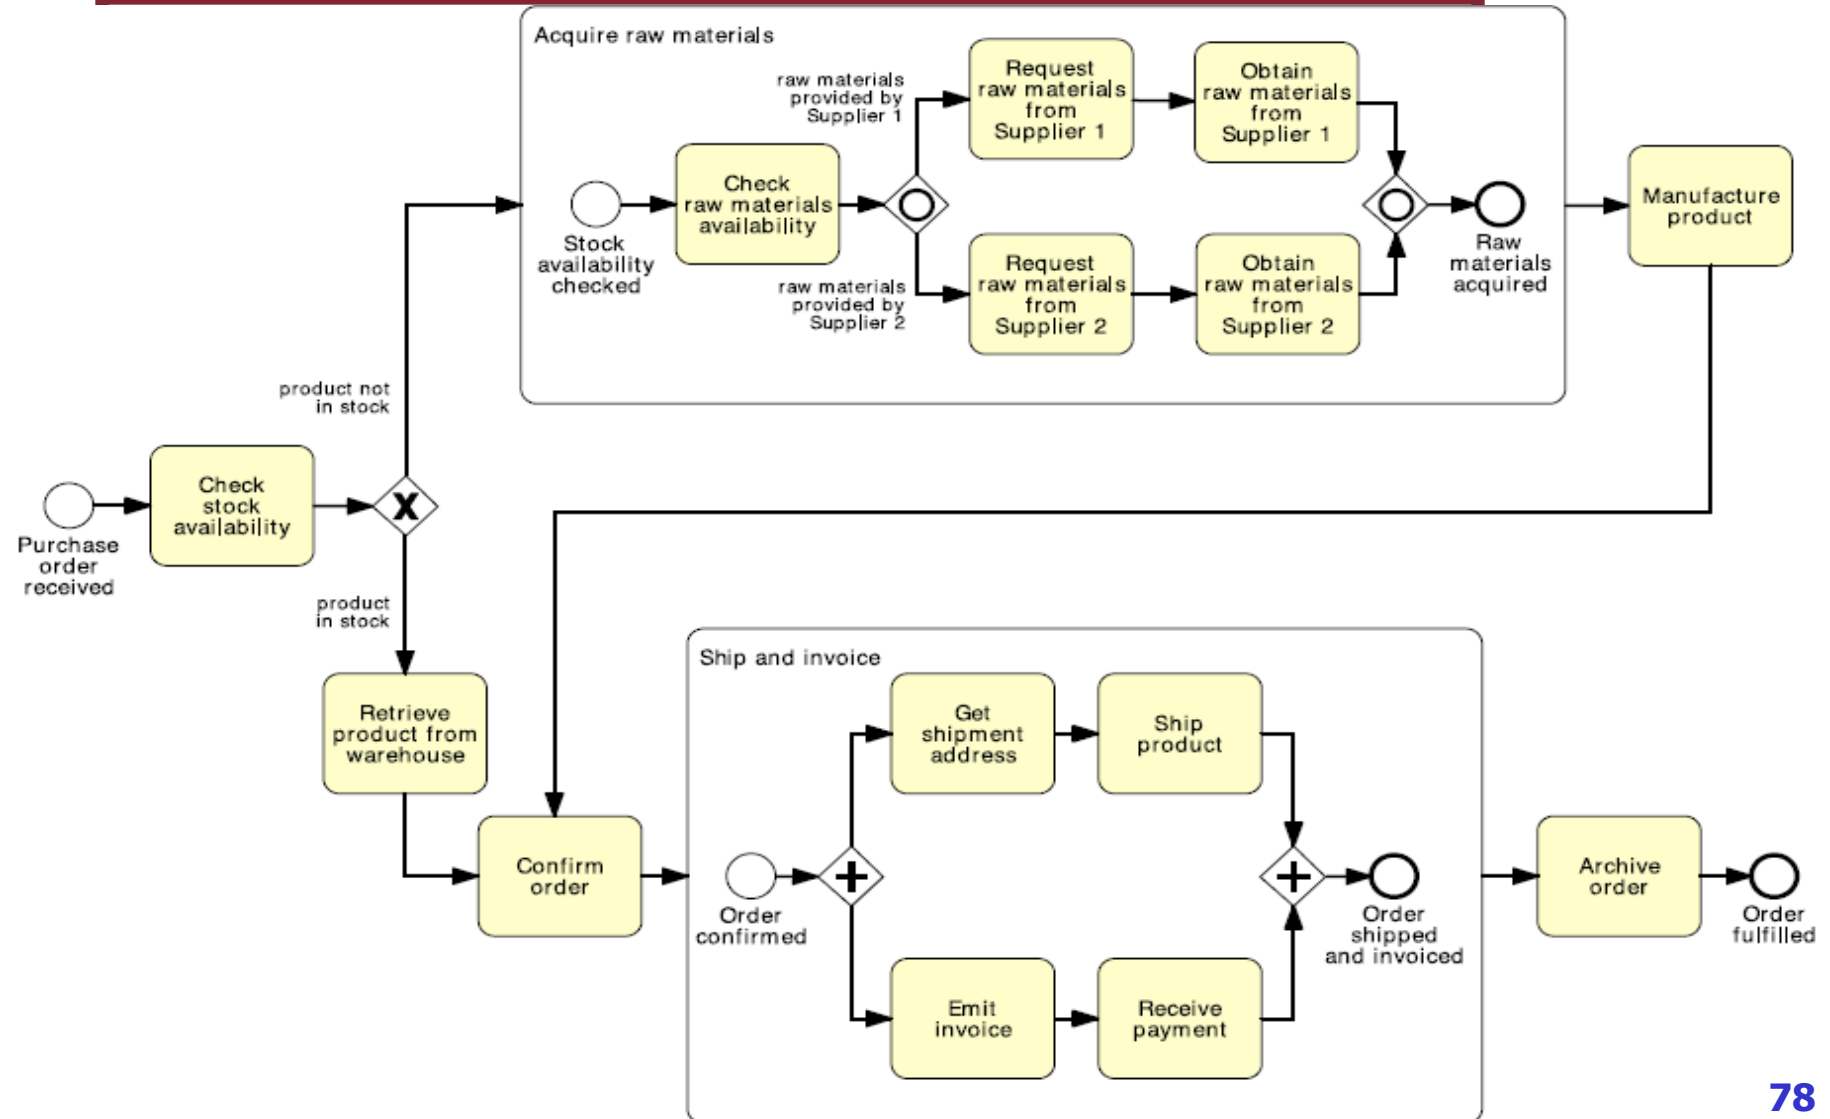 Acquire raw materials
raw materials
provided by
Supplier 1
Request
raw materials
from
Supplier 1
Obtain
raw materials
from
Supplier 1
Check
raw materials
availability
Stock
availability
checked
raw materials
provided by
Supplier 2
Request
raw materials
from
Supplier 2
Obtain
raw materials
from
Supplier 2
Raw
materials
acquired
Manufacture
product
product not
in stock
Check
stock
availability
X
Purchase
order
received
product
in stock
Retrieve
product from
warehouse
Confirm
order
Ship and invoice
Get
shipment
address
Ship
product
Order
confirmed
Emit
invoice
Receive
payment
Order
shipped
and invoiced
Archive
order
Order
fulfilled
78